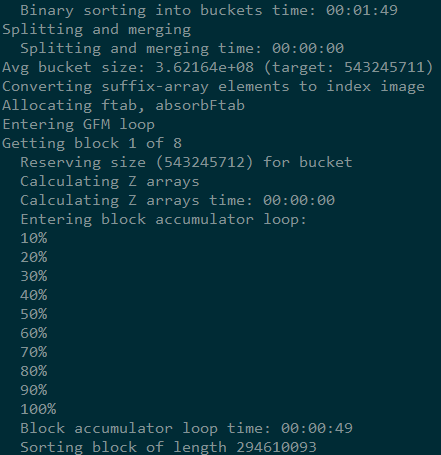 Binary sorting into buckets time: 00:01:49
Splitting and merging
Splitting and merging time: 00:00:00
Avg bucket size: 3.62164e+08 (target: 543245711)
Converting suffix-array elements to index image
Allocating ftab, absorbFtab
Entering GFM loop
Getting block 1 of 8
Reserving size (543245712) for bucket
Calculating Z arrays
Calculating Z arrays time: 00:00:00
Entering block accumulator loop:
10%
20%
30%
40%
50%
60%
70%
80%
90%
100%
Block accumulator loop time: 00:00:49
Sorting block of length 294610093